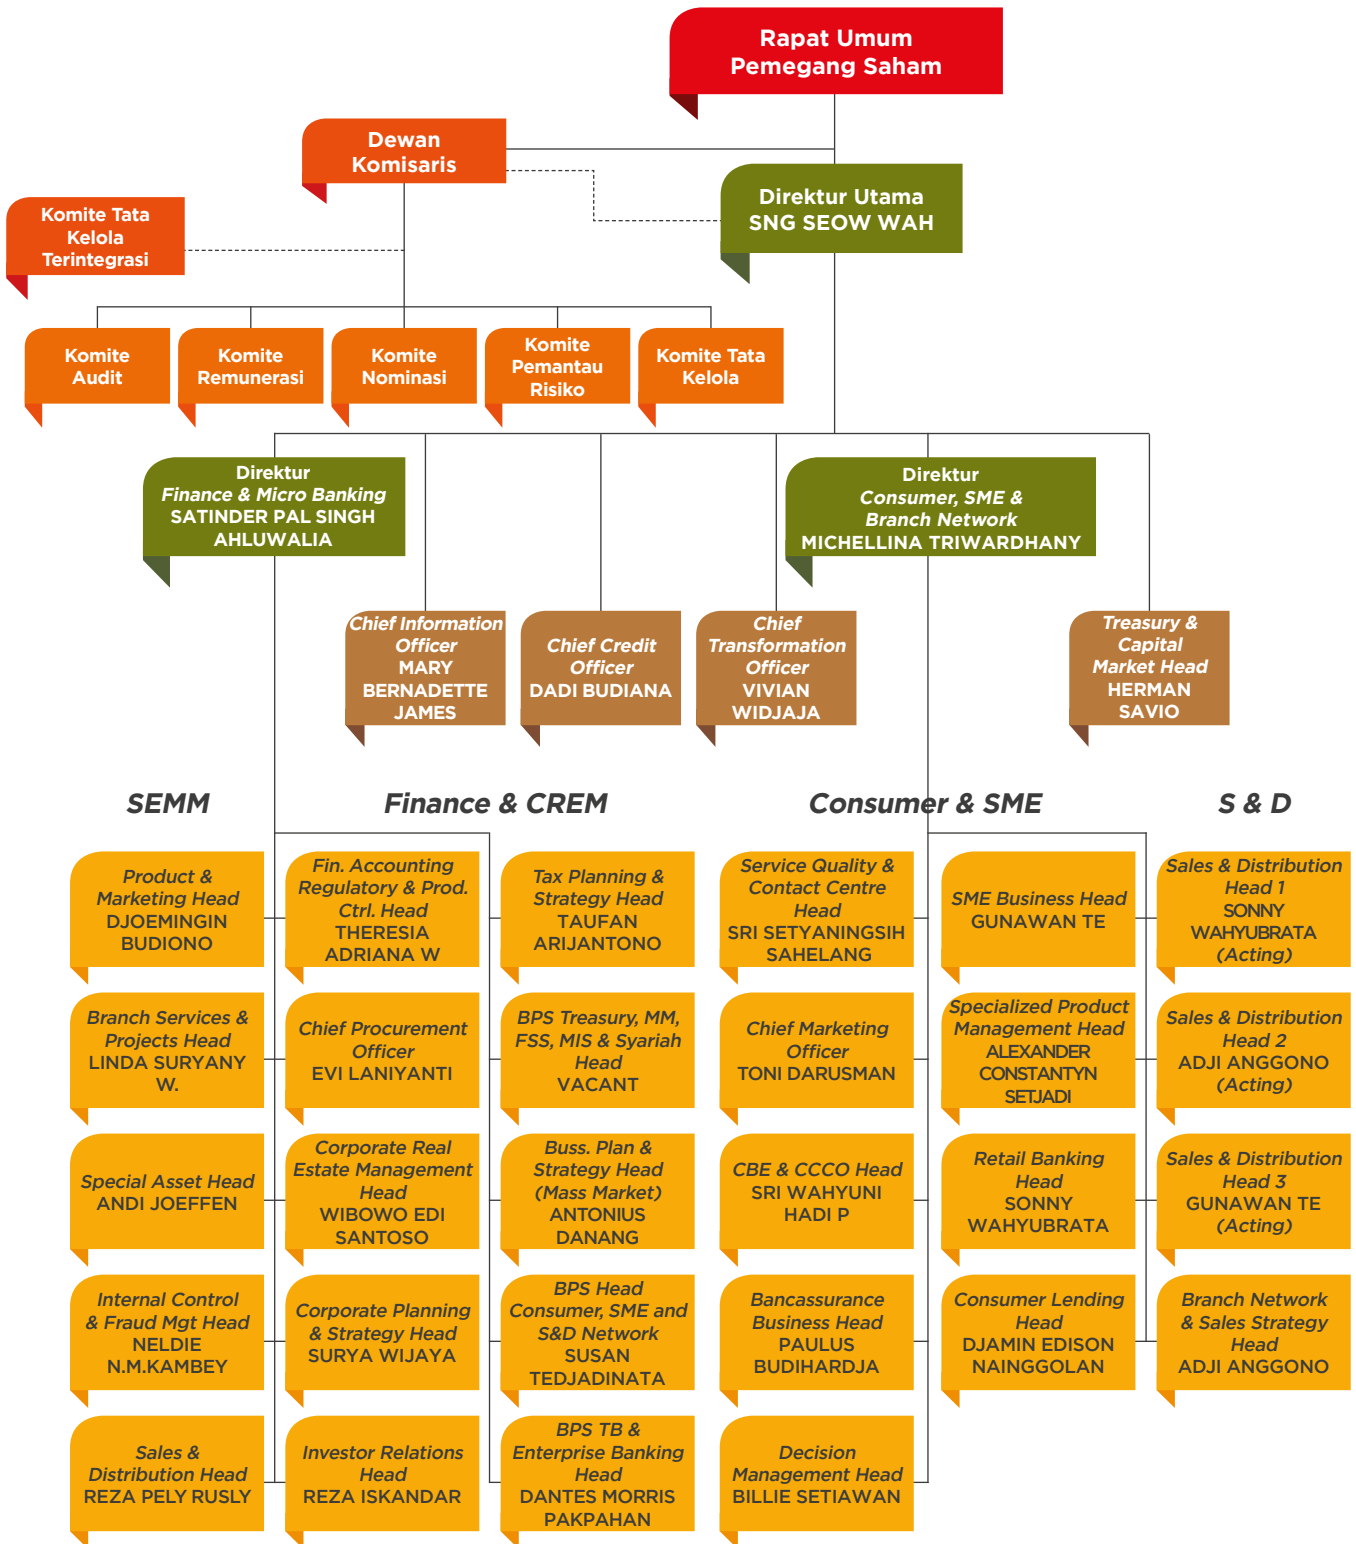 Rapat Umum
Pemegang Saham
Dewan
Komisaris
Direktur Utama
SNG SEOW WAH
Komite Tata
Kelola
Terintegrasi
Komite
Audit
Komite
Remunerasi
Komite
Nominasi
Komite
Pemantau
Risiko
Komite Tata
Kelola
Direktur
Finance & Micro Banking
SATINDER PAL SINGH
AHLUWALIA
Direktur
Consumer, SME &
Branch Network
MICHELLINA TRIWARDHANY
Chief Information
Officer
MARY
BERNADETTE
JAMES
Chief Credit
Officer
DADI BUDIANA
Chief
Transformation
Officer
VIVIAN
WIDJAJA
Treasury &
Capital
Market Head
HERMAN
SAVIO
SEMM
Finance & CREM
Consumer & SME
S & D
Product &
Marketing Head
DJOEMINGIN
BUDIONO
Fin. Accounting
Regulatory & Prod.
Ctrl. Head
THERESIA
ADRIANA W
Tax Planning &
Strategy Head
TAUFAN
ARIJANTONO
Service Quality &
Contact Centre
Head
SRI SETYANINGSIH
SAHELANG
SME Business Head
GUNAWAN TE
Sales & Distribution
Head 1
SONNY
WAHYUBRATA
(Acting)
Branch Services &
Projects Head
LINDA SURYANY
W.
Chief Procurement
Officer
EVI LANIYANTI
BPS Treasury, MM,
FSS, MIS & Syariah
Head
VACANT
Chief Marketing
Officer
TONI DARUSMAN
Specialized Product
Management Head
ALEXANDER
CONSTANTYN
SETJADI
Sales & Distribution
Head 2
ADJI ANGGONO
(Acting)
Special Asset Head
ANDI JOEFFEN
Corporate Real
Estate Management
Head
WIBOWO EDI
SANTOSO
Buss. Plan &
Strategy Head
(Mass Market)
ANTONIUS
DANANG
CBE & CCCO Head
SRI WAHYUNI
HADI P
Retail Banking
Head
SONNY
WAHYUBRATA
Sales & Distribution
Head 3
GUNAWAN TE
(Acting)
Internal Control
& Fraud Mgt Head
NELDIE
N.M.KAMBEY
Corporate Planning
& Strategy Head
SURYA WIJAYA
BPS Head
Consumer, SME and
S&D Network
SUSAN
TEDJADINATA
Bancassurance
Business Head
PAULUS
BUDIHARDJA
Consumer Lending
Head
DJAMIN EDISON
NAINGGOLAN
Branch Network
& Sales Strategy
Head
ADJI ANGGONO
Sales &
Distribution Head
REZA PELY RUSLY
Investor Relations
Head
REZA ISKANDAR
BPS TB &
Enterprise Banking
Head
DANTES MORRIS
PAKPAHAN
Decision
Management Head
BILLIE SETIAWAN